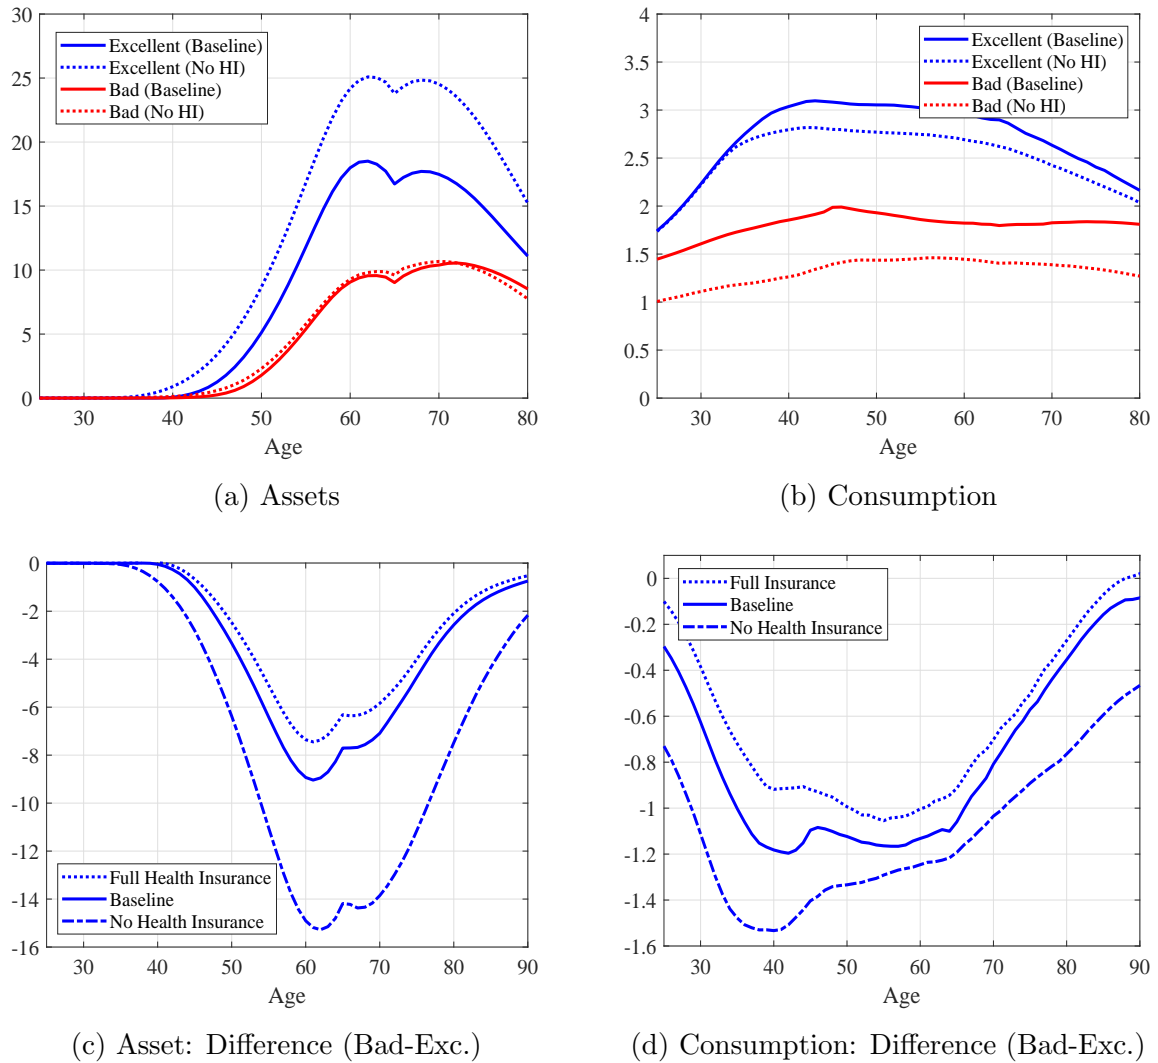 30
25
20
15
10
5
0
Excellent (Baseline)
Excellent (No HI)
Bad (Baseline)
Bad (No HI)
30 40 50 60 70 80
Age
(a) Assets
4
3.5
3
2.5
2
1.5
1
0.5
0
Excellent (Baseline)
Excellent (No HI)
Bad (Baseline)
Bad (No HI)
30 40 50 60 70 80
Age
(b) Consumption
0
-2
-4
-6
-8
-10
-12
-14
-16
Full Health Insurance
Baseline
No Health Insurance
30 40 50 60 70 80 90
Age
(c) Asset: Difference (Bad-Exc.)
0
-0.2
-0.4
-0.6
-0.8
-1
-1.2
-1.4
-1.6
Full Insurance
Baseline
No Health Insurance
30 40 50 60 70 80 90
Age
(d) Consumption: Difference (Bad-Exc.)